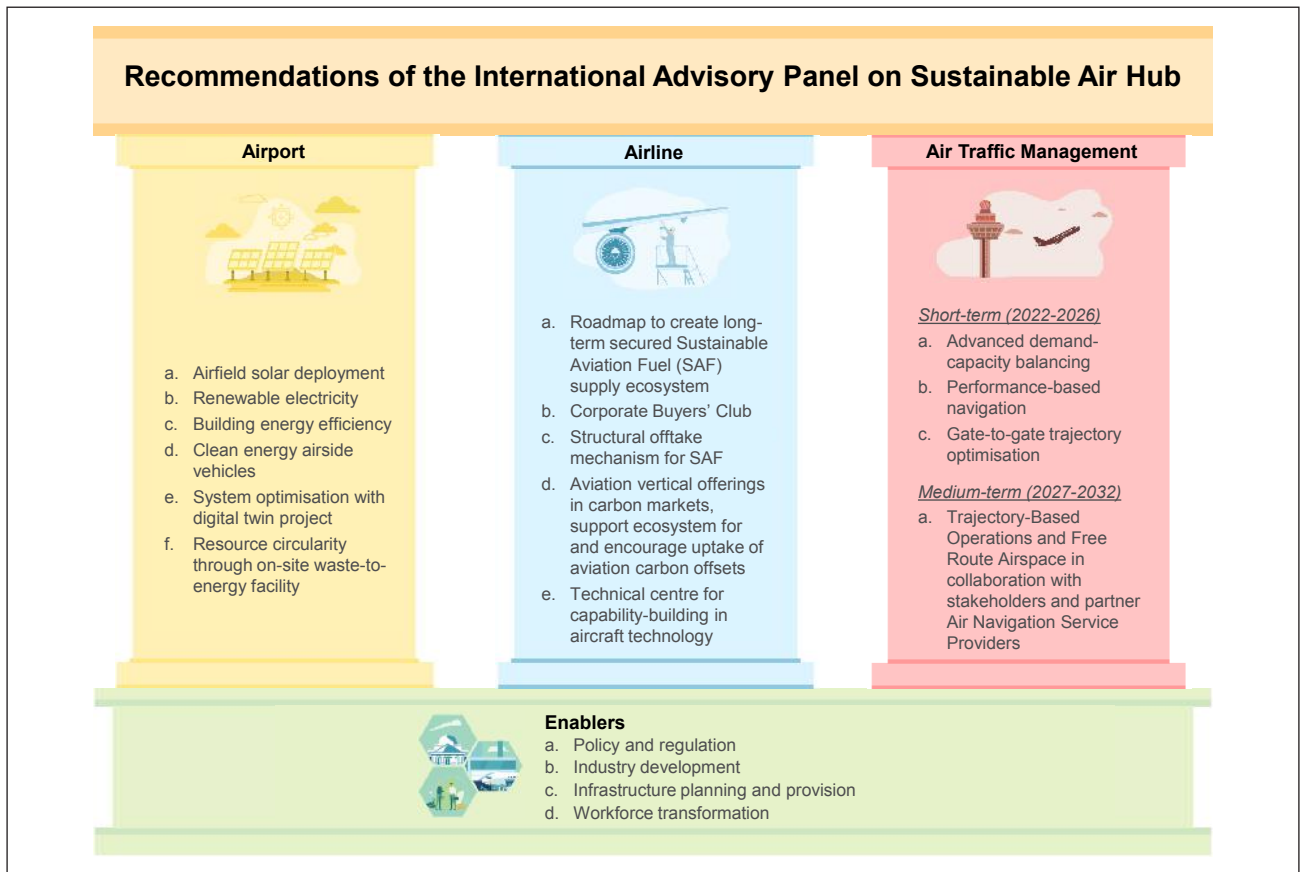 Recommendations of the International Advisory Panel on Sustainable Air Hub
Airport
a. Airfield solar deployment
b. Renewable electricity
c. Building energy efficiency
d. Clean energy airside
vehicles
e. System optimisation with
digital twin project
f. Resource circularity
through on-site waste-to-
energy facility
Airline
a. Roadmap to create long-
term secured Sustainable
Aviation Fuel (SAF)
supply ecosystem
b. Corporate Buyers’ Club
c. Structural offtake
mechanism for SAF
d. Aviation vertical offerings
in carbon markets,
support ecosystem for
and encourage uptake of
aviation carbon offsets
e. Technical centre for
capability-building in
aircraft technology
Air Traffic Management
Short-term (2022-2026)
a. Advanced demand-
capacity balancing
b. Performance-based
navigation
c. Gate-to-gate trajectory
optimisation
Medium-term (2027-2032)
a. Trajectory-Based
Operations and Free
Route Airspace in
collaboration with
stakeholders and partner
Air Navigation Service
Providers
Enablers
a. Policy and regulation
b. Industry development
c. Infrastructure planning and provision
d. Workforce transformation